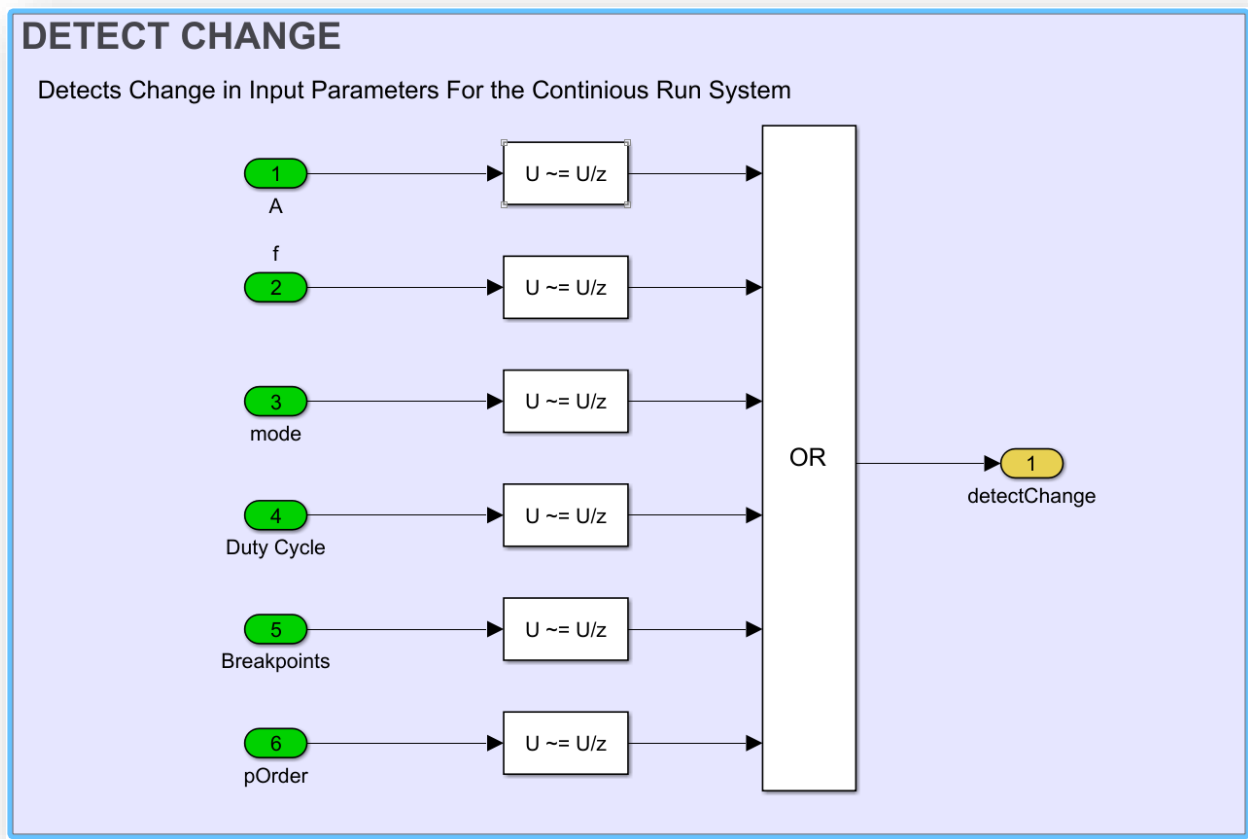 DETECT CHANGE
Detects Change in Input Parameters For the Continious Run System
1
A
U ~= U/z
f
2
U ~= U/z
3
mode
U ~= U/z
OR
1
detectChange
4
Duty Cycle
U ~= U/z
5
Breakpoints
U ~= U/z
6
pOrder
U ~= U/z